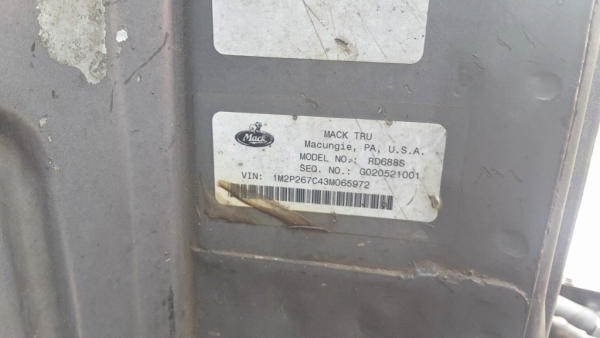 Mack
MACK TRU
Macungie, PA, U.S.A.
MODEL NO.: RD688S
SEQ. NO.: G020521001
VIN: 1M2P267C43M065972